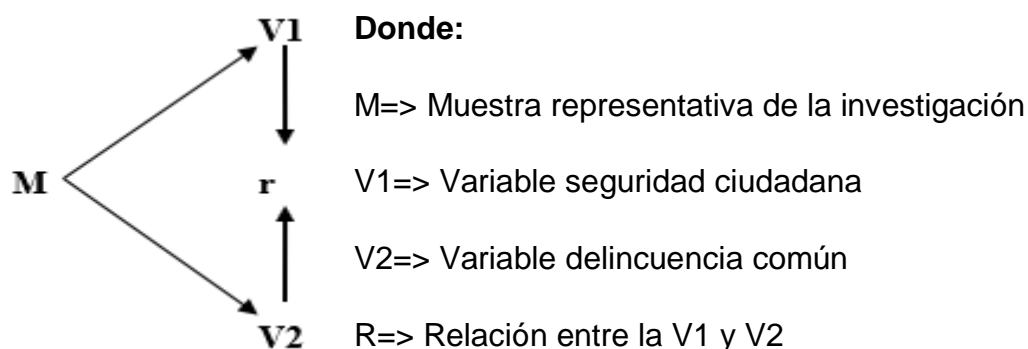 V1 Donde:
M=> Muestra representativa de la investigación
M r V1=> Variable seguridad ciudadana
V2=> Variable delincuencia común
V2 R=> Relación entre la V1 y V2